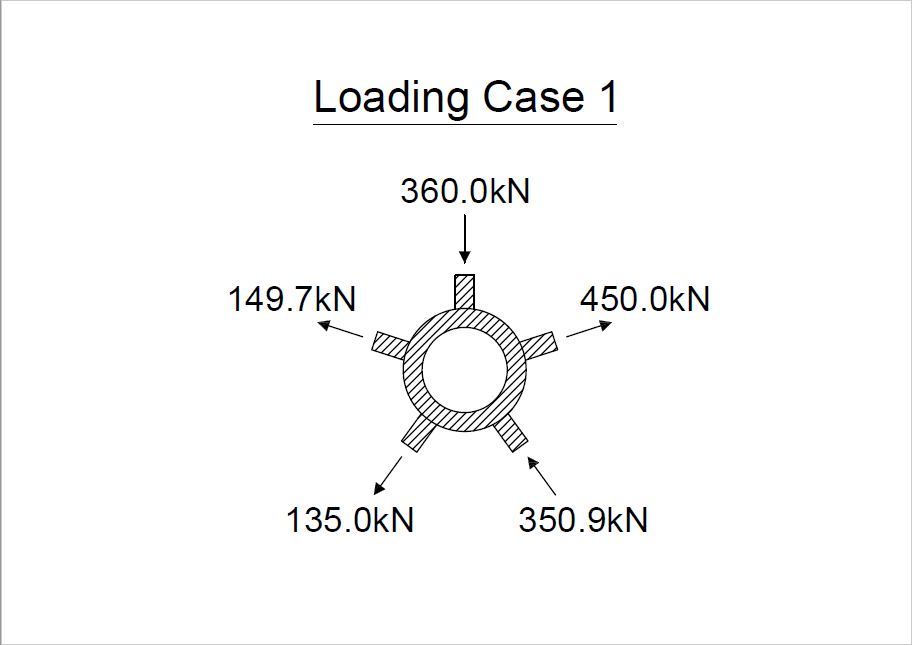 Loading Case 1
360.0kN
149.7kN
450.0kN
135.0kN
350.9kN